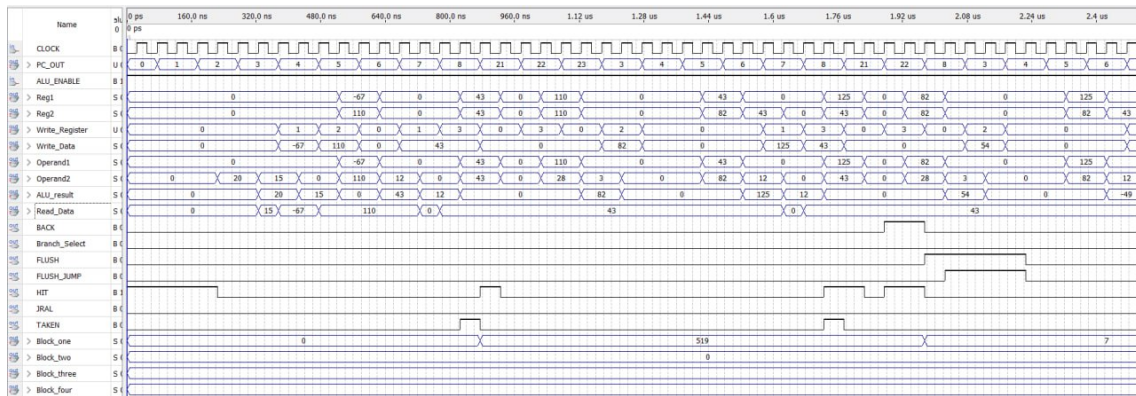 Name
0 ps 160.0 ns 320.0 ns 480.0 ns 640.0 ns 800.0 ns 960.0 ns 1.12 us 1.28 us 1.44 us 1.6 us 1.76 us 1.92 us 2.08 us 2.24 us 2.4 us
0 ps
CLOCK B 0
PC_OUT U 0 1 2 3 4 5 6 7 8 21 22 23 3 4 5 6 7 8 21 22 8 3 4 5 6
ALU_ENABLE B 1
> Reg1 0 -67 0 43 0 110 0 43 0 125 0 82 0 125
> Reg2 0 110 0 43 0 110 0 82 43 0 43 0 82 0 82 43
> Write_Register 0 1 2 0 1 3 0 3 0 2 0 1 3 0 3 0 2 0
> Write_Data 0 -67 110 0 43 0 82 0 125 43 0 54 0
> Operand1 0 -67 0 43 0 110 0 43 0 125 0 82 0 125
> Operand2 0 20 15 0 110 12 0 43 0 28 3 0 82 12 0 43 0 28 3 0 82 12
> ALU_result 0 20 15 0 43 12 0 82 0 125 12 0 54 0 -49
> Read_Data 0 15 -67 110 0 43 0 43
BACK
Branch_Select
FLUSH
FLUSH_JUMP
HIT
JRAL
TAKEN
> Block_one 0 519 7
> Block_two 0
> Block_three
> Block_four